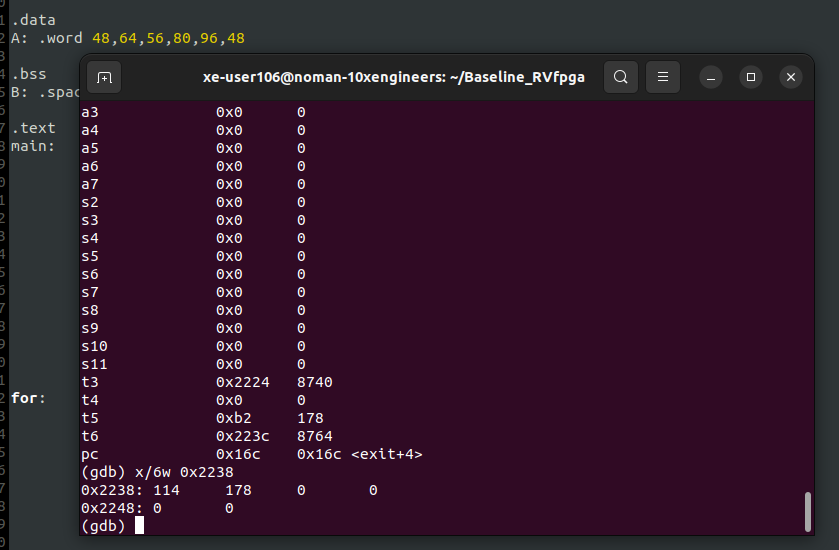 .data
A: .word 48,64,56,80,96,48
.bss
B: .spac
.text
main:
for:
xe-user106@noman-10xengineers: ~/Baseline_RVfpga
a3 0x0 0
a4 0x0 0
a5 0x0 0
a6 0x0 0
a7 0x0 0
s2 0x0 0
s3 0x0 0
s4 0x0 0
s5 0x0 0
s6 0x0 0
s7 0x0 0
s8 0x0 0
s9 0x0 0
s10 0x0 0
s11 0x0 0
t3 0x2224 8740
t4 0x0 0
t5 0xb2 178
t6 0x223c 8764
pc 0x16c 0x16c <exit+4>
(gdb) x/6w 0x2238
0x2238: 114 178 0 0
0x2248: 0 0
(gdb)